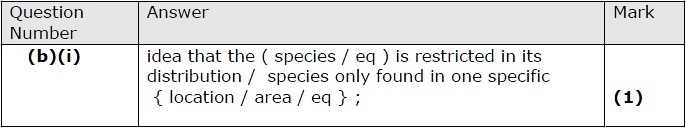 Question Number Answer Mark
(b)(i) idea that the ( species / eq ) is restricted in its
distribution / species only found in one specific
{ location / area / eq } ; (1)